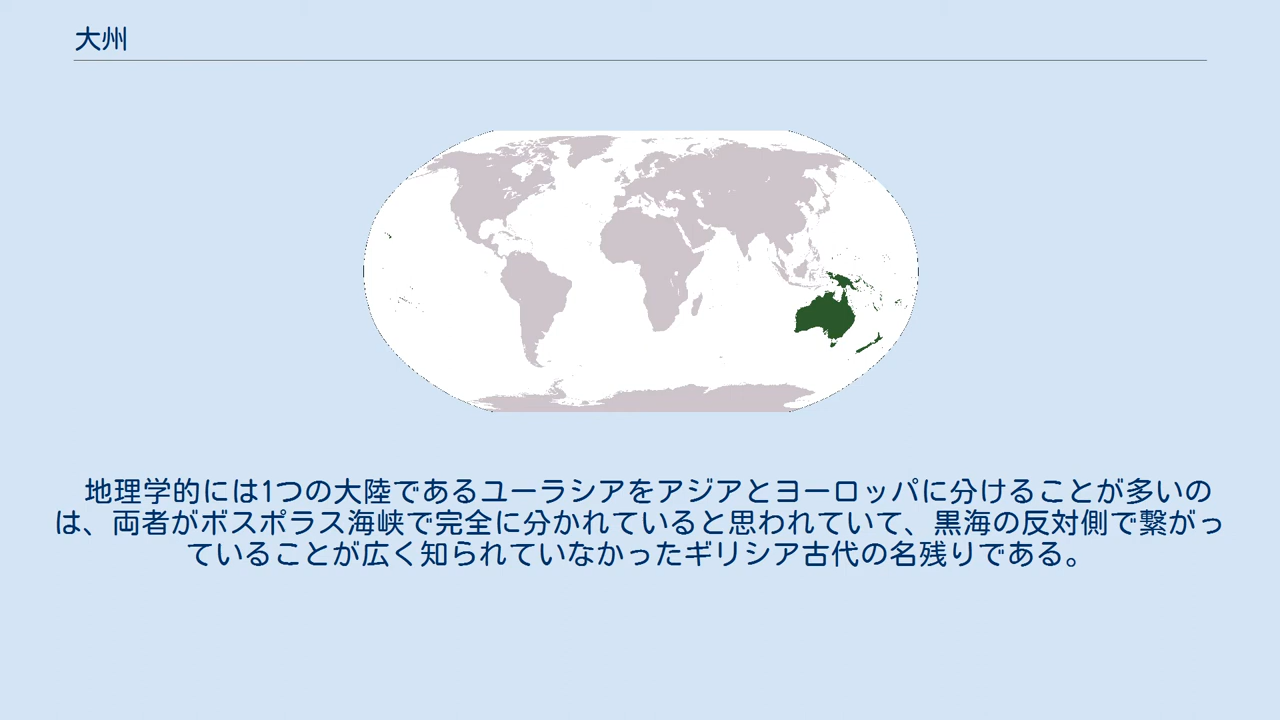 大州
地理学的には1つの大陸であるユーラシアをアジアとヨーロッパに分けることが多いの
は、両者がボスポラス海峡で完全に分かれていると思われていて、黒海の反対側で繋がっ
ていることが広く知られていなかったギリシア古代の名残りである。